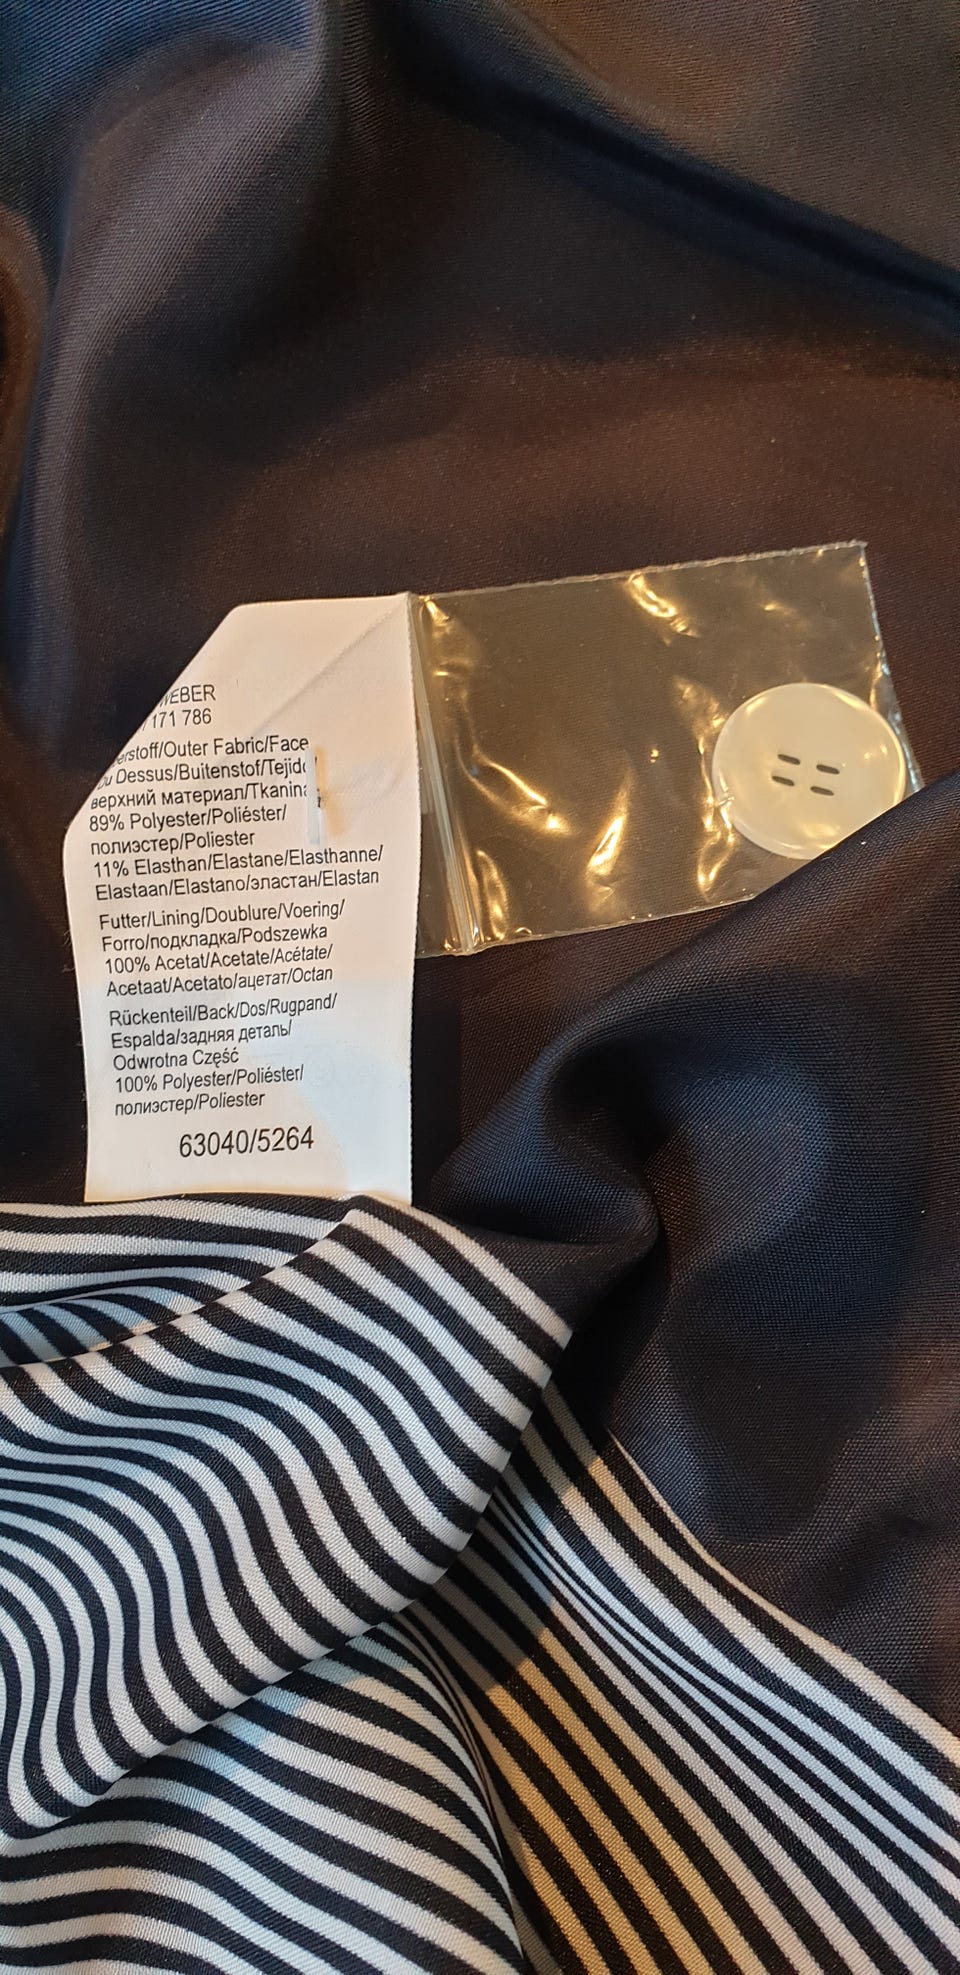 171 786
/Outer Fabric/Face
Dessus/Buitenstof/Tejido/
верхний материал/Tkanina
89% Polyester/Poliéster/
полиэстер/Poliester
11% Elasthan/Elastane/Elasthanne/
Elastaan/Elastano/эластан/Elastan
Futter/Lining/Doublure/Voering/
Forro/подкладка/Podszewka
100% Acetat/Acetate/Acétate/
Acetaat/Acetato/ацетат/Octan
Rückenteil/Back/Dos/Rugpand/
Espalda/задняя деталь/
Odwrotna Część
100% Polyester/Poliéster/
полиэстер/Poliester
63040/5264